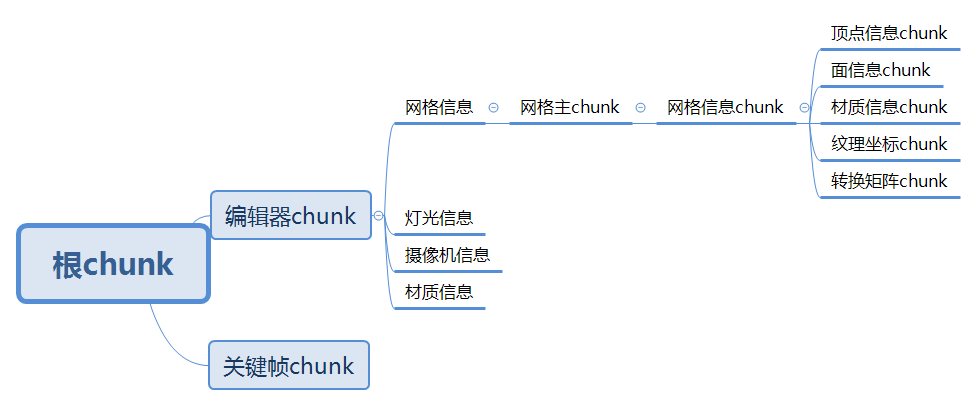 根chunk
编辑器chunk
网格信息
网格主chunk
网格信息chunk
顶点信息chunk
面信息chunk
材质信息chunk
纹理坐标chunk
转换矩阵chunk
灯光信息
摄像机信息
材质信息
关键帧chunk